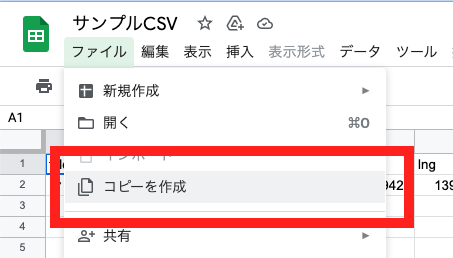 サンプルCSV
ファイル 編集 表示 挿入 表示形式 データ ツール
A1
新規作成 ►
開く ⌘O
インポート
コピーを作成
共有 ►
lng
942 139
1
2
3
4
5